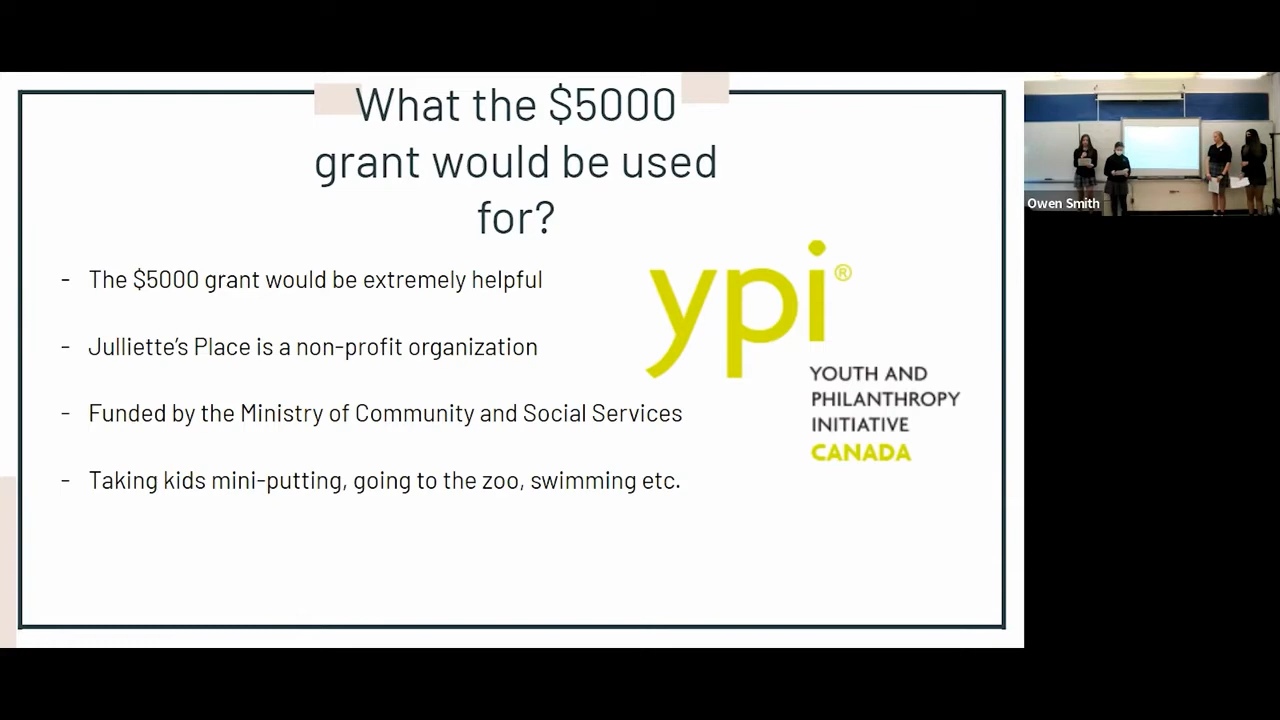 What the $5000
grant would be used
for?
- The $5000 grant would be extremely helpful
- Julliette's Place is a non-profit organization
- Funded by the Ministry of Community and Social Services
- Taking kids mini-putting, going to the zoo, swimming etc.
ypi®
YOUTH AND
PHILANTHROPY
INITIATIVE
CANADA
Owen Smith